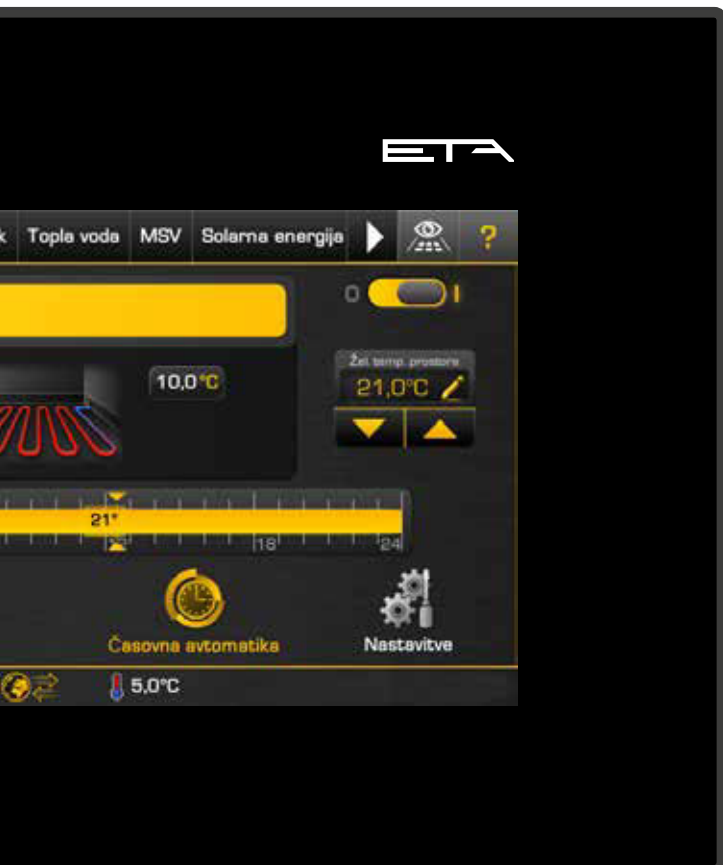 ETA
k Topla voda MSV Solarna energija ?
O I
Žel. temp. prostora
10,0°C
21,0°C
21°
12 18 24
Časovna avtomatika Nastavitve
5,0°C